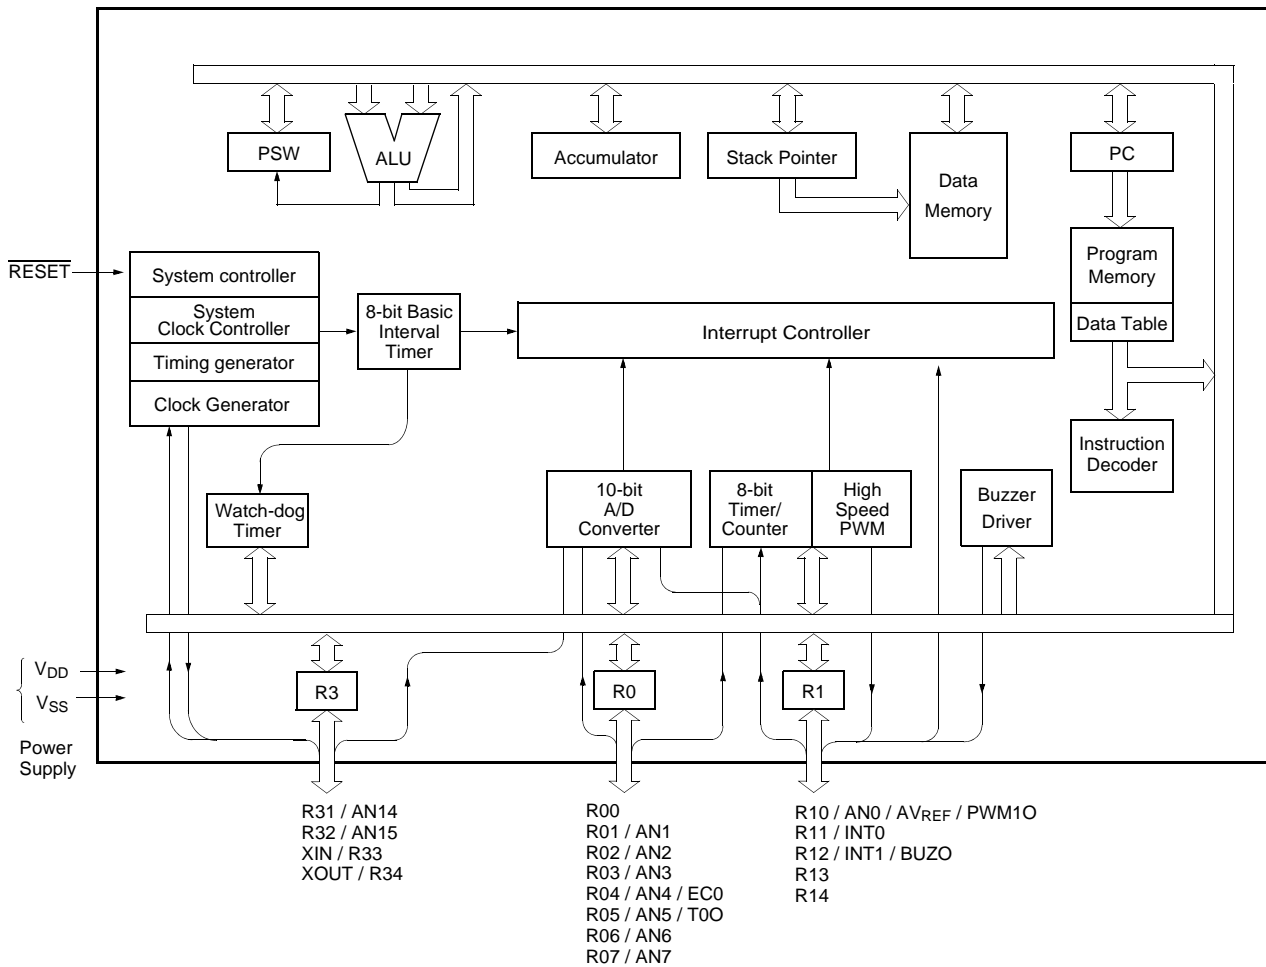 PSW
ALU
Accumulator
Stack Pointer
Data
Memory
PC
RESET
System controller
System
Clock Controller
Timing generator
Clock Generator
8-bit Basic
Interval
Timer
Interrupt Controller
Program
Memory
Data Table
Instruction
Decoder
Watch-dog
Timer
10-bit
A/D
Converter
8-bit
Timer/
Counter
High
Speed
PWM
Buzzer
Driver
VDD
VSS
Power
Supply
R3
R0
R1
R31 / AN14
R32 / AN15
XIN / R33
XOUT / R34
R00
R01 / AN1
R02 / AN2
R03 / AN3
R04 / AN4 / EC0
R05 / AN5 / T0O
R06 / AN6
R07 / AN7
R10 / AN0 / AVREF / PWM1O
R11 / INT0
R12 / INT1 / BUZO
R13
R14